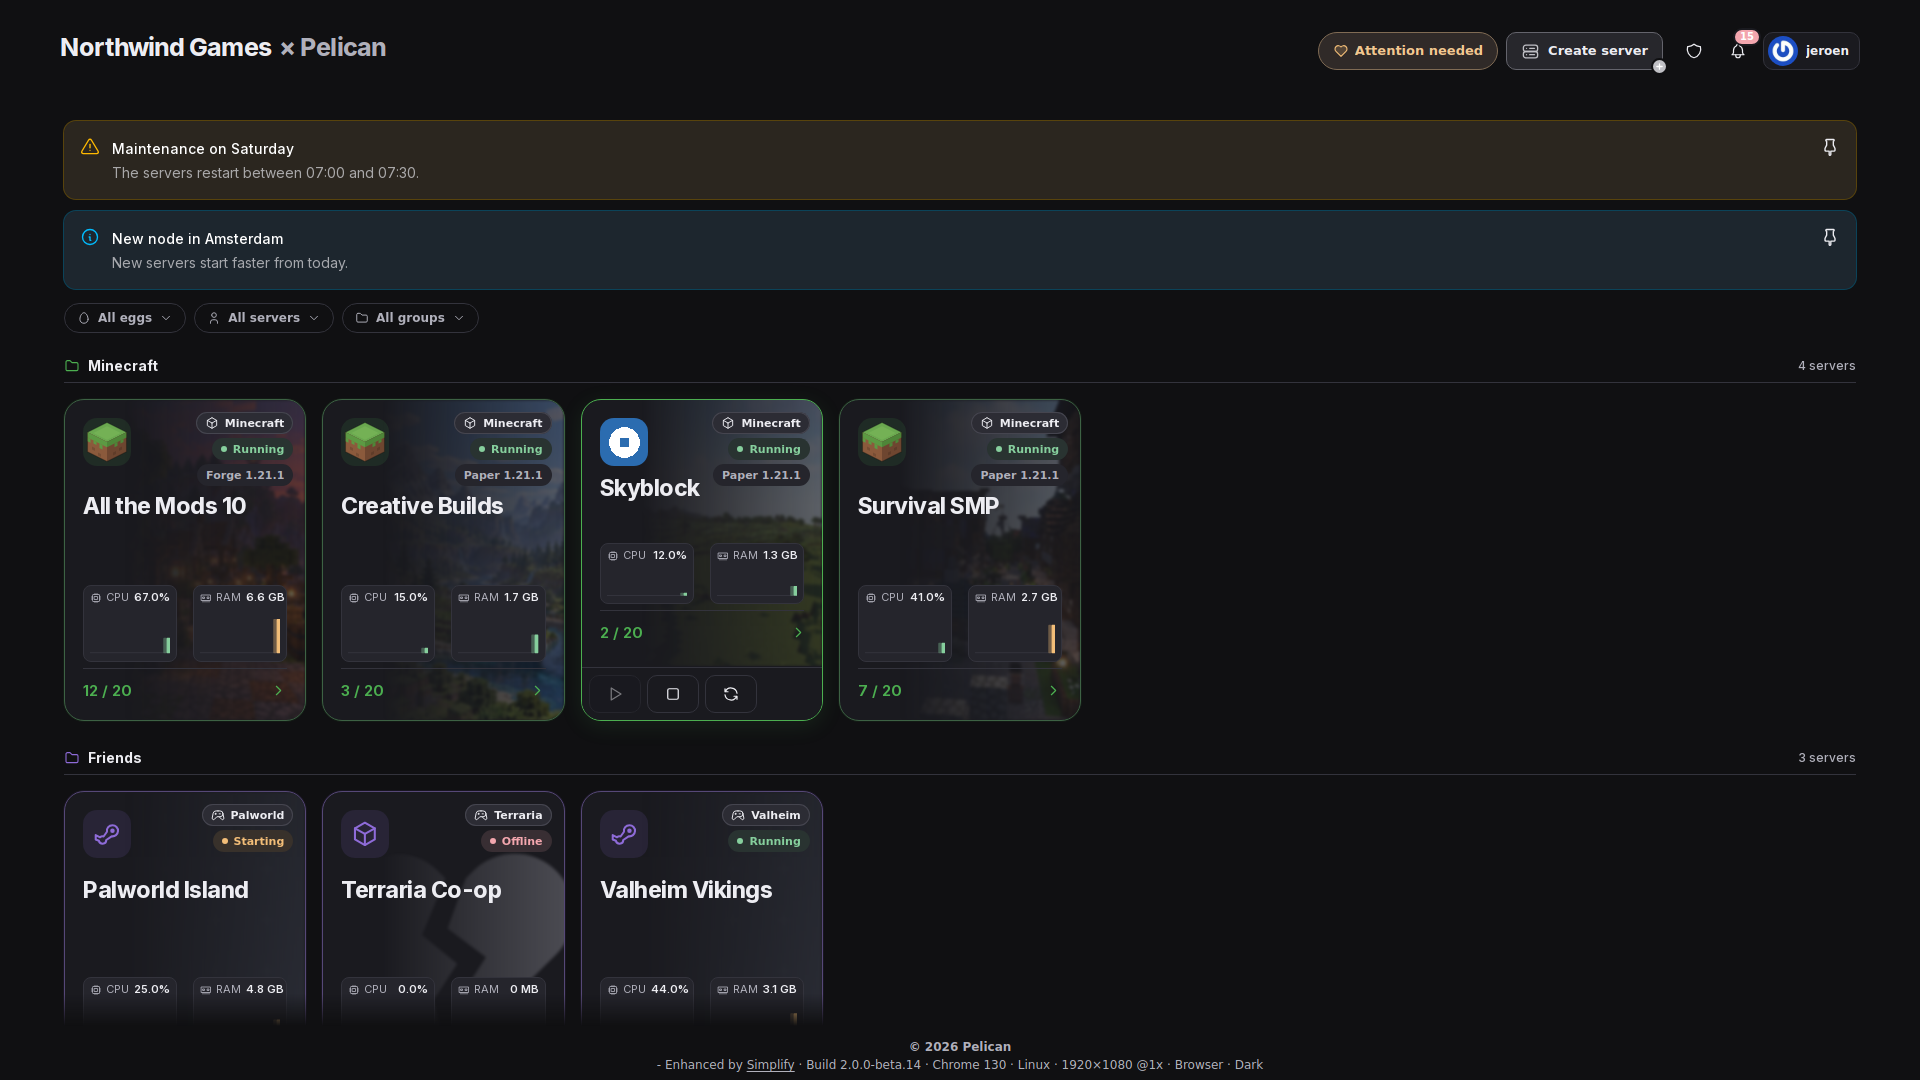 Northwind Games × Pelican
Attention needed
Create server
15
jeroen
Maintenance on Saturday
The servers restart between 07:00 and 07:30.
New node in Amsterdam
New servers start faster from today.
All eggs
All servers
All groups
Minecraft
4 servers
Minecraft
Running
Forge 1.21.1
All the Mods 10
CPU 67.0%
RAM 6.6 GB
12 / 20
Minecraft
Running
Paper 1.21.1
Creative Builds
CPU 15.0%
RAM 1.7 GB
3 / 20
Minecraft
Running
Paper 1.21.1
Skyblock
CPU 12.0%
RAM 1.3 GB
2 / 20
Minecraft
Running
Paper 1.21.1
Survival SMP
CPU 41.0%
RAM 2.7 GB
7 / 20
Friends
3 servers
Palworld
Starting
Palworld Island
CPU 25.0%
RAM 4.8 GB
Terraria
Offline
Terraria Co-op
CPU 0.0%
RAM 0 MB
Valheim
Running
Valheim Vikings
CPU 44.0%
RAM 3.1 GB
© 2026 Pelican
- Enhanced by Simplify · Build 2.0.0-beta.14 · Chrome 130 · Linux · 1920×1080 @1x · Browser · Dark